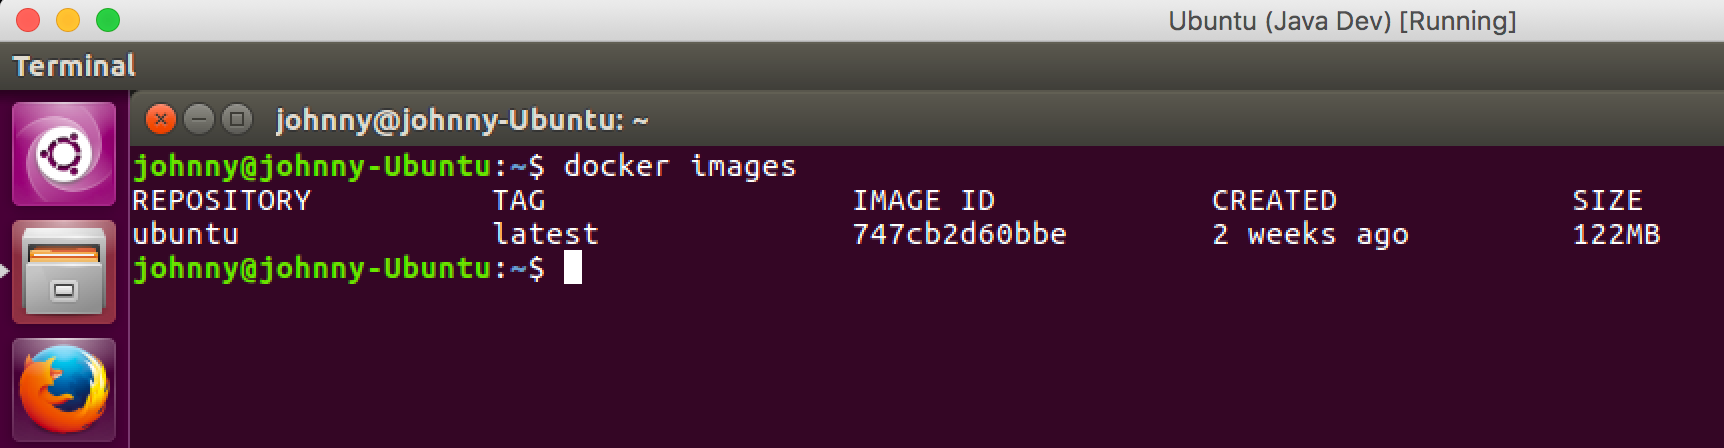 Ubuntu (Java Dev) [Running]
Terminal
johnny@johnny-Ubuntu: ~
johnny@johnny-Ubuntu:~$ docker images
REPOSITORY TAG IMAGE ID CREATED SIZE
ubuntu latest 747cb2d60bbe 2 weeks ago 122MB
johnny@johnny-Ubuntu:~$